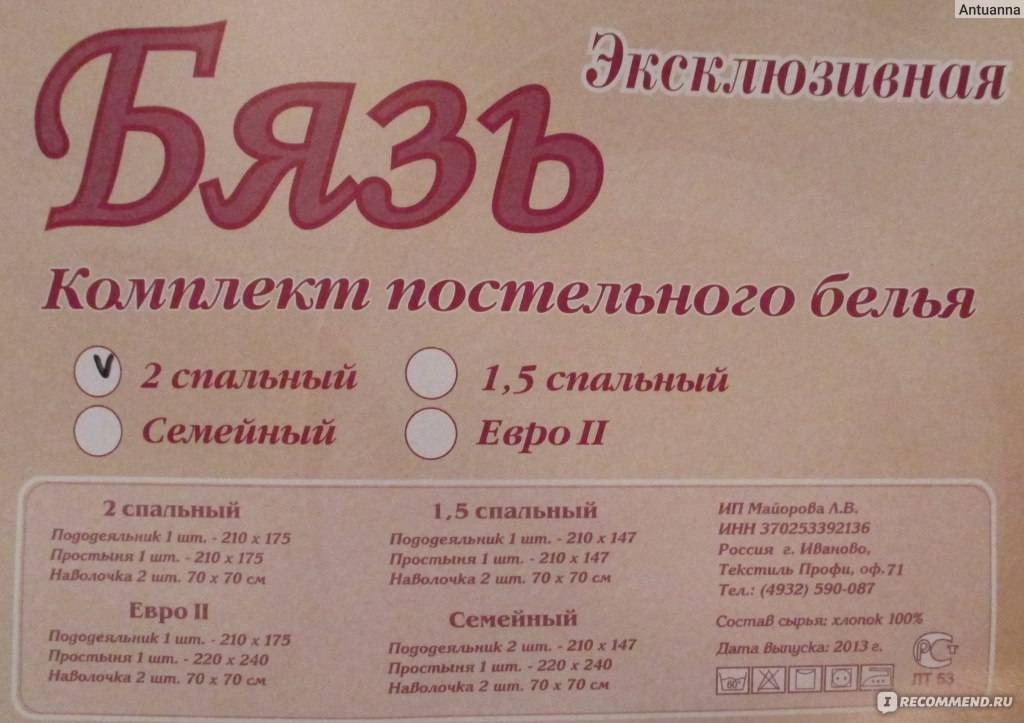 Antuanna
Бязь
Эксклюзивная
Комплект постельного белья
2 спальный
1,5 спальный
Семейный
Евро II
2 спальный
Пододеяльник 1 шт. - 210 х 175
Простыня 1 шт. - 210 х 175
Наволочка 2 шт. 70 х 70 см
Евро II
Пододеяльник 1 шт. - 210 х 175
Простыня 1 шт. - 220 х 240
Наволочка 2 шт. 70 х 70 см
1,5 спальный
Пододеяльник 1 шт. - 210 х 147
Простыня 1 шт. - 210 х 147
Наволочка 2 шт. 70 х 70 см
Семейный
Пододеяльник 2 шт. - 210 х 147
Простыня 1 шт. - 220 х 240
Наволочка 2 шт. 70 х 70 см
ИП Майорова Л.В.
ИНН 370253392136
Россия г. Иваново,
Текстиль Профи, оф.71
Тел.: (4932) 590-087
Состав сырья: хлопок 100%
Дата выпуска: 2013 г.
60°
РСТ
ЛТ 53
I RECOMMEND.RU